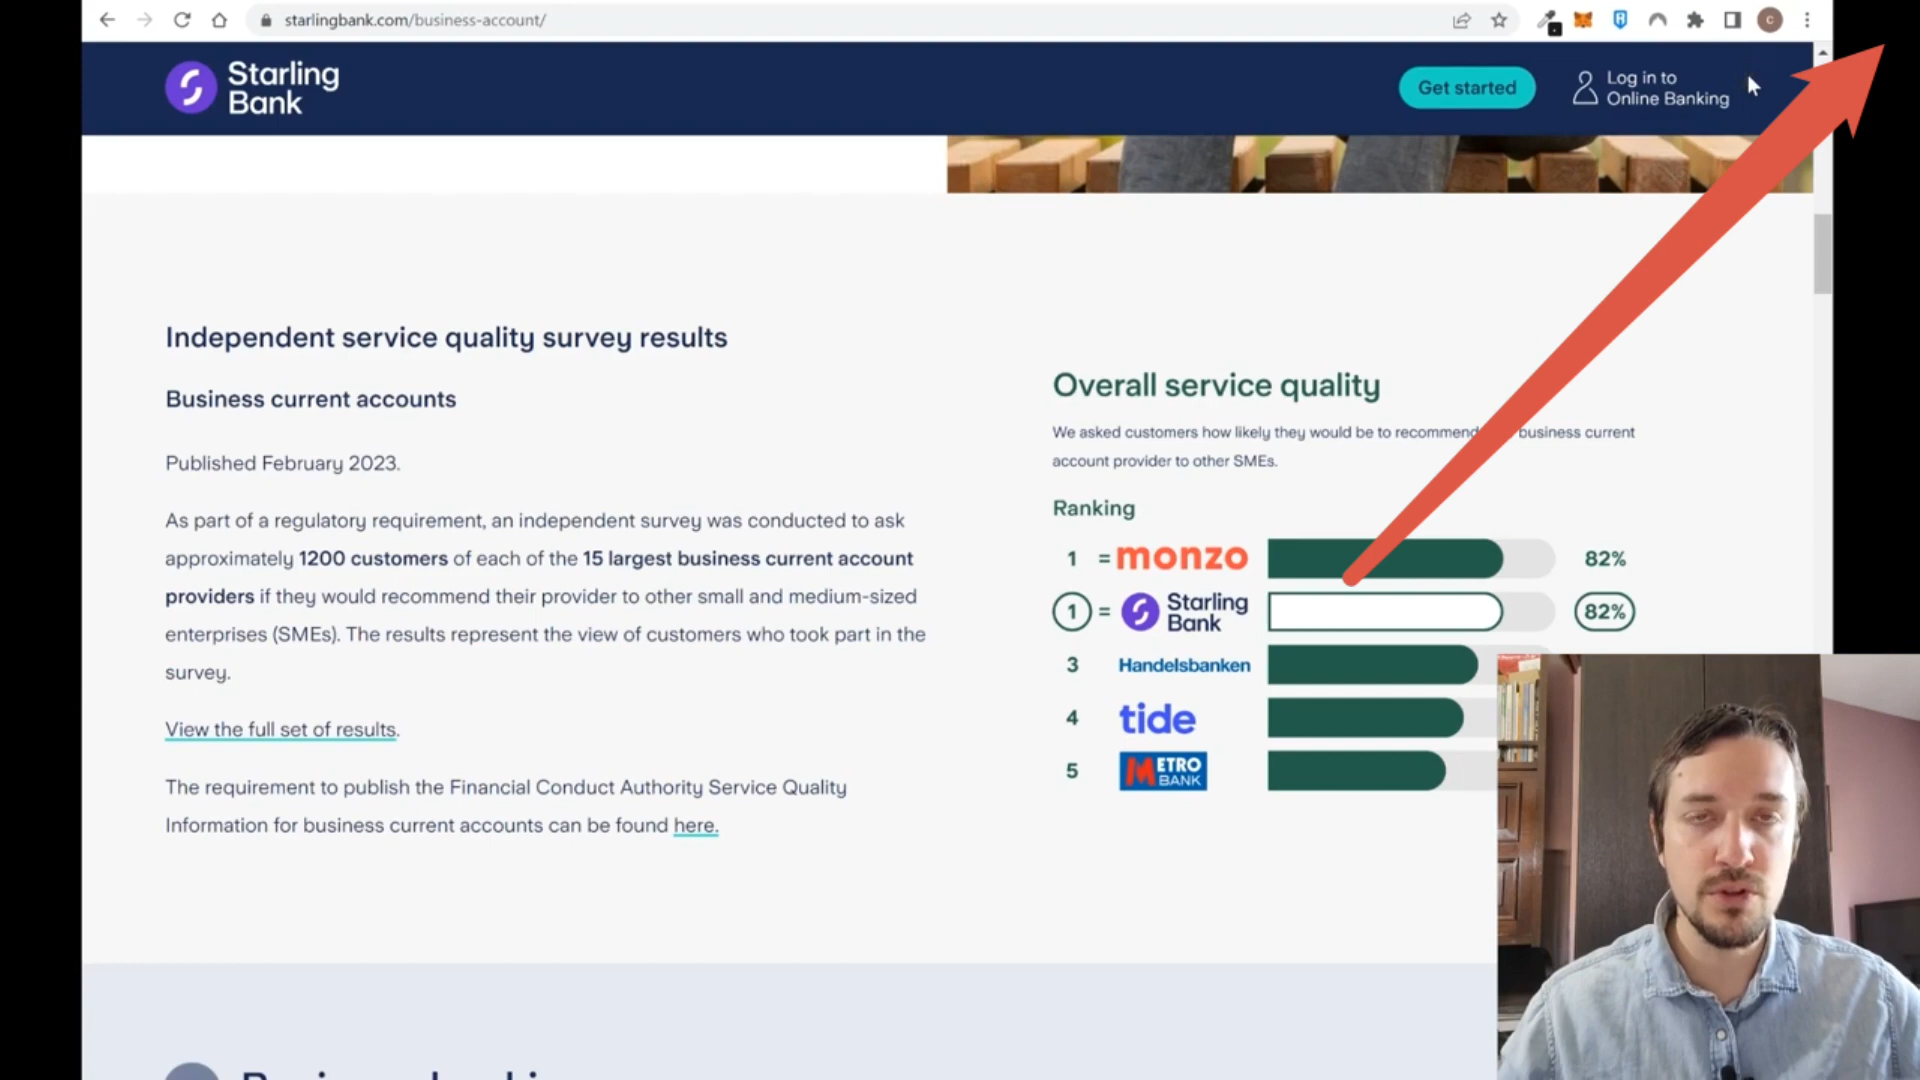 starlingbank.com/business-account/
C
Starling
Bank
Get started
Log in to
Online Banking
Independent service quality survey results
Business current accounts
Published February 2023.
As part of a regulatory requirement, an independent survey was conducted to ask
approximately 1200 customers of each of the 15 largest business current account
providers if they would recommend their provider to other small and medium-sized
enterprises (SMEs). The results represent the view of customers who took part in the
survey.
View the full set of results.
The requirement to publish the Financial Conduct Authority Service Quality
Information for business current accounts can be found here.
Overall service quality
We asked customers how likely they would be to recommend business current
account provider to other SMEs.
Ranking
1 = monzo 82%
1 = Starling Bank 82%
3 Handelsbanken
4 tide
5 METRO BANK